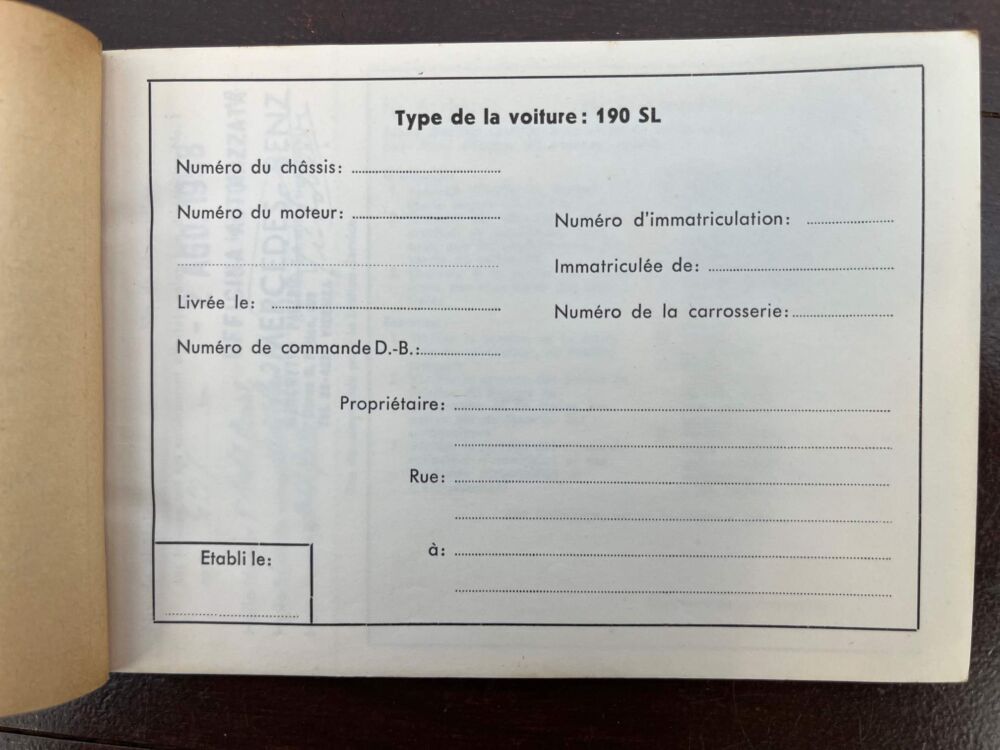 Type de la voiture: 190 SL
Numéro du châssis:
Numéro du moteur:
Livrée le:
Numéro de commande D.-B.:
Numéro d'immatriculation:
Immatriculée de:
Numéro de la carrosserie:
Propriétaire:
Rue:
à:
Etabli le: